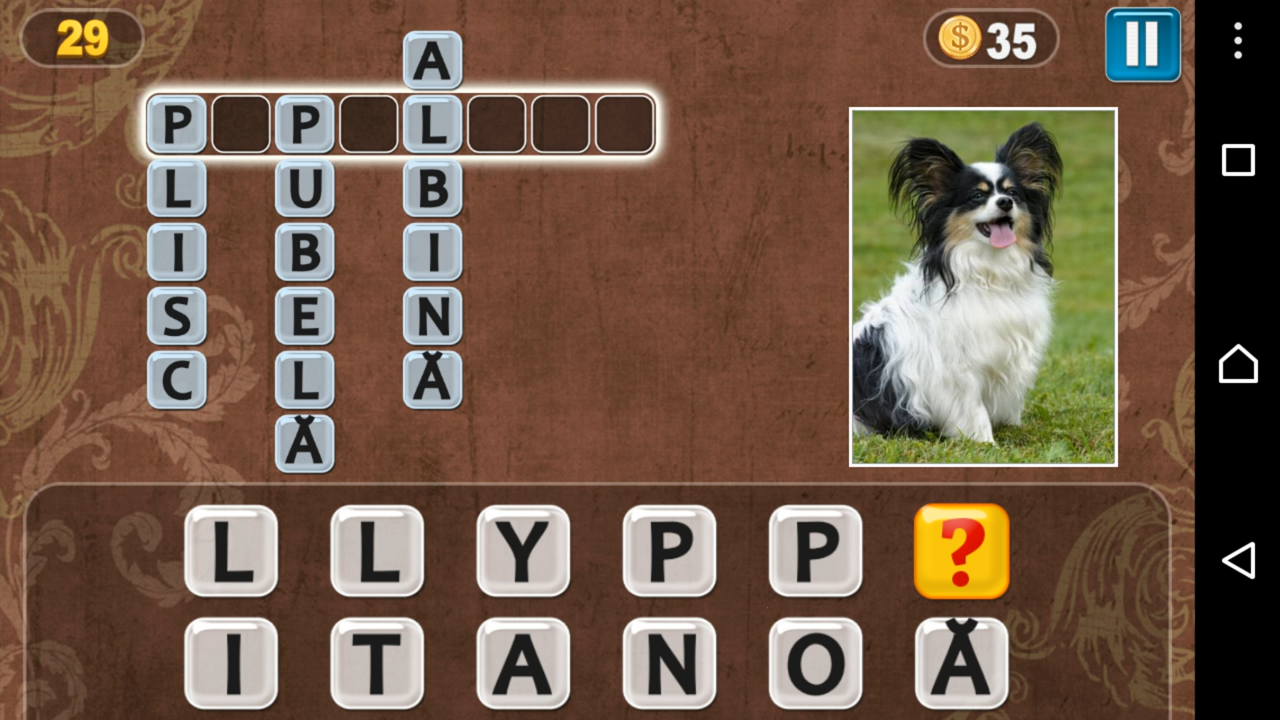 29
35
A
P P L
L U B
I B I
S E N
C L Ă
Ă
L L Y P P ?
I T A N O Ă